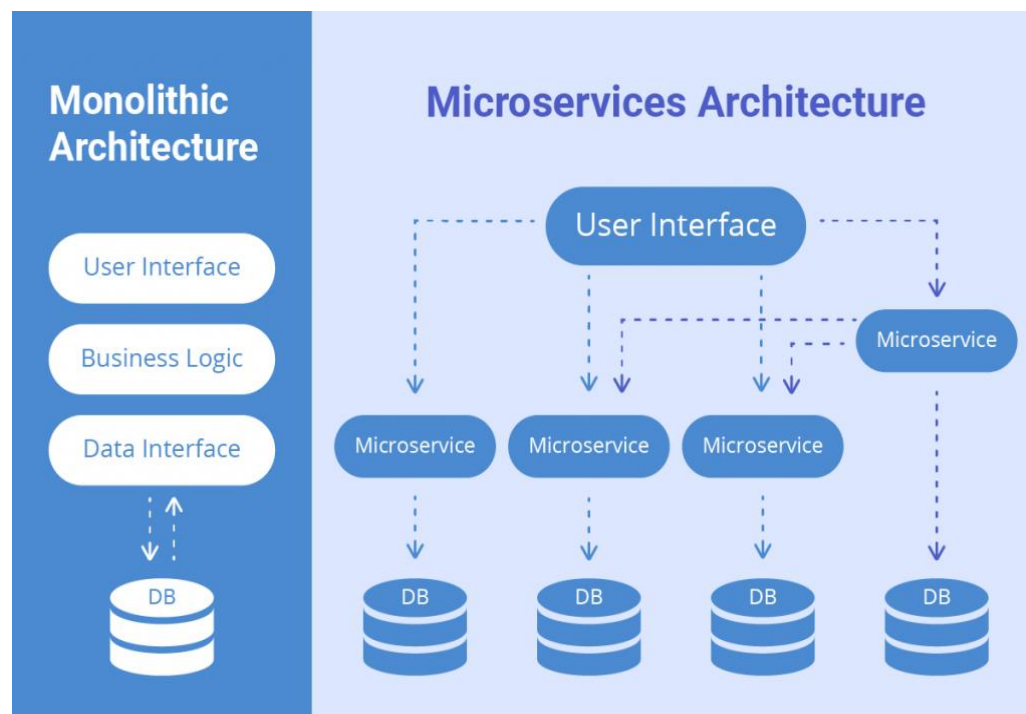 Monolithic
Architecture
User Interface
Business Logic
Data Interface
DB
Microservices Architecture
User Interface
Microservice
Microservice
Microservice
Microservice
DB
DB
DB
DB